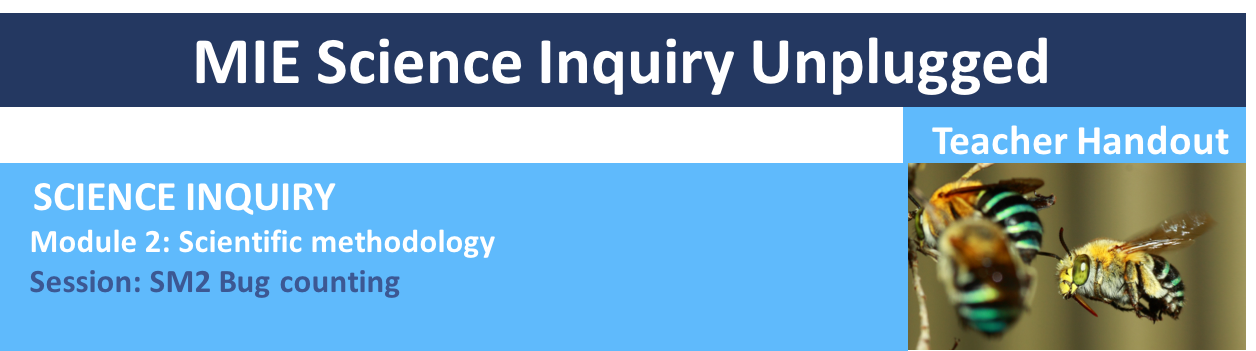 MIE Science Inquiry Unplugged
Teacher Handout
SCIENCE INQUIRY
Module 2: Scientific methodology
Session: SM2 Bug counting